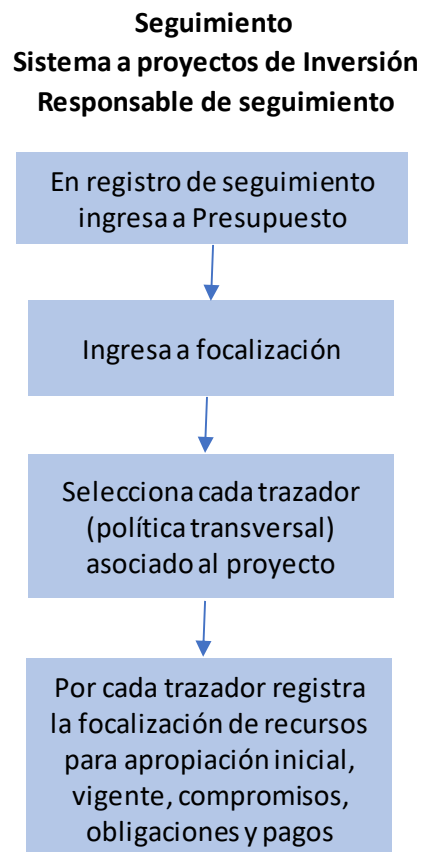 Seguimiento
Sistema a proyectos de Inversión
Responsable de seguimiento
En registro de seguimiento
ingresa a Presupuesto
Ingresa a focalización
Selecciona cada trazador
(política transversal)
asociado al proyecto
Por cada trazador registra
la focalización de recursos
para apropiación inicial,
vigente, compromisos,
obligaciones y pagos